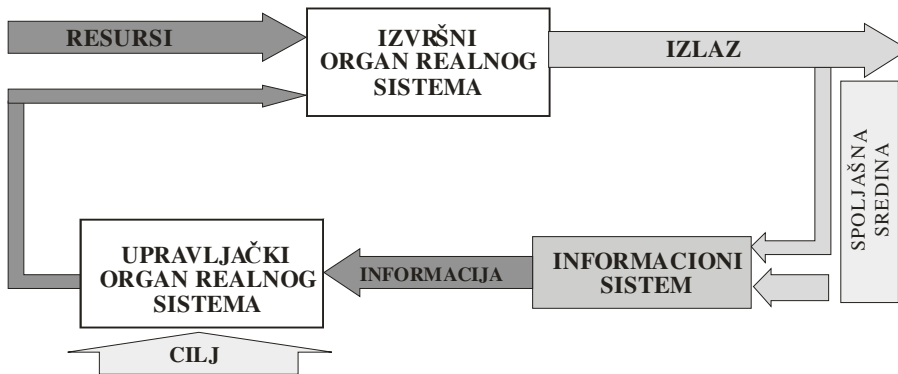 RESURSI
IZVRŠNI
ORGAN REALNOG
SISTEMA
IZLAZ
SPOLJAŠNA
SREDINA
UPRAVLJAČKI
ORGAN REALNOG
SISTEMA
INFORMACIJA
INFORMACIONI
SISTEM
CILJ